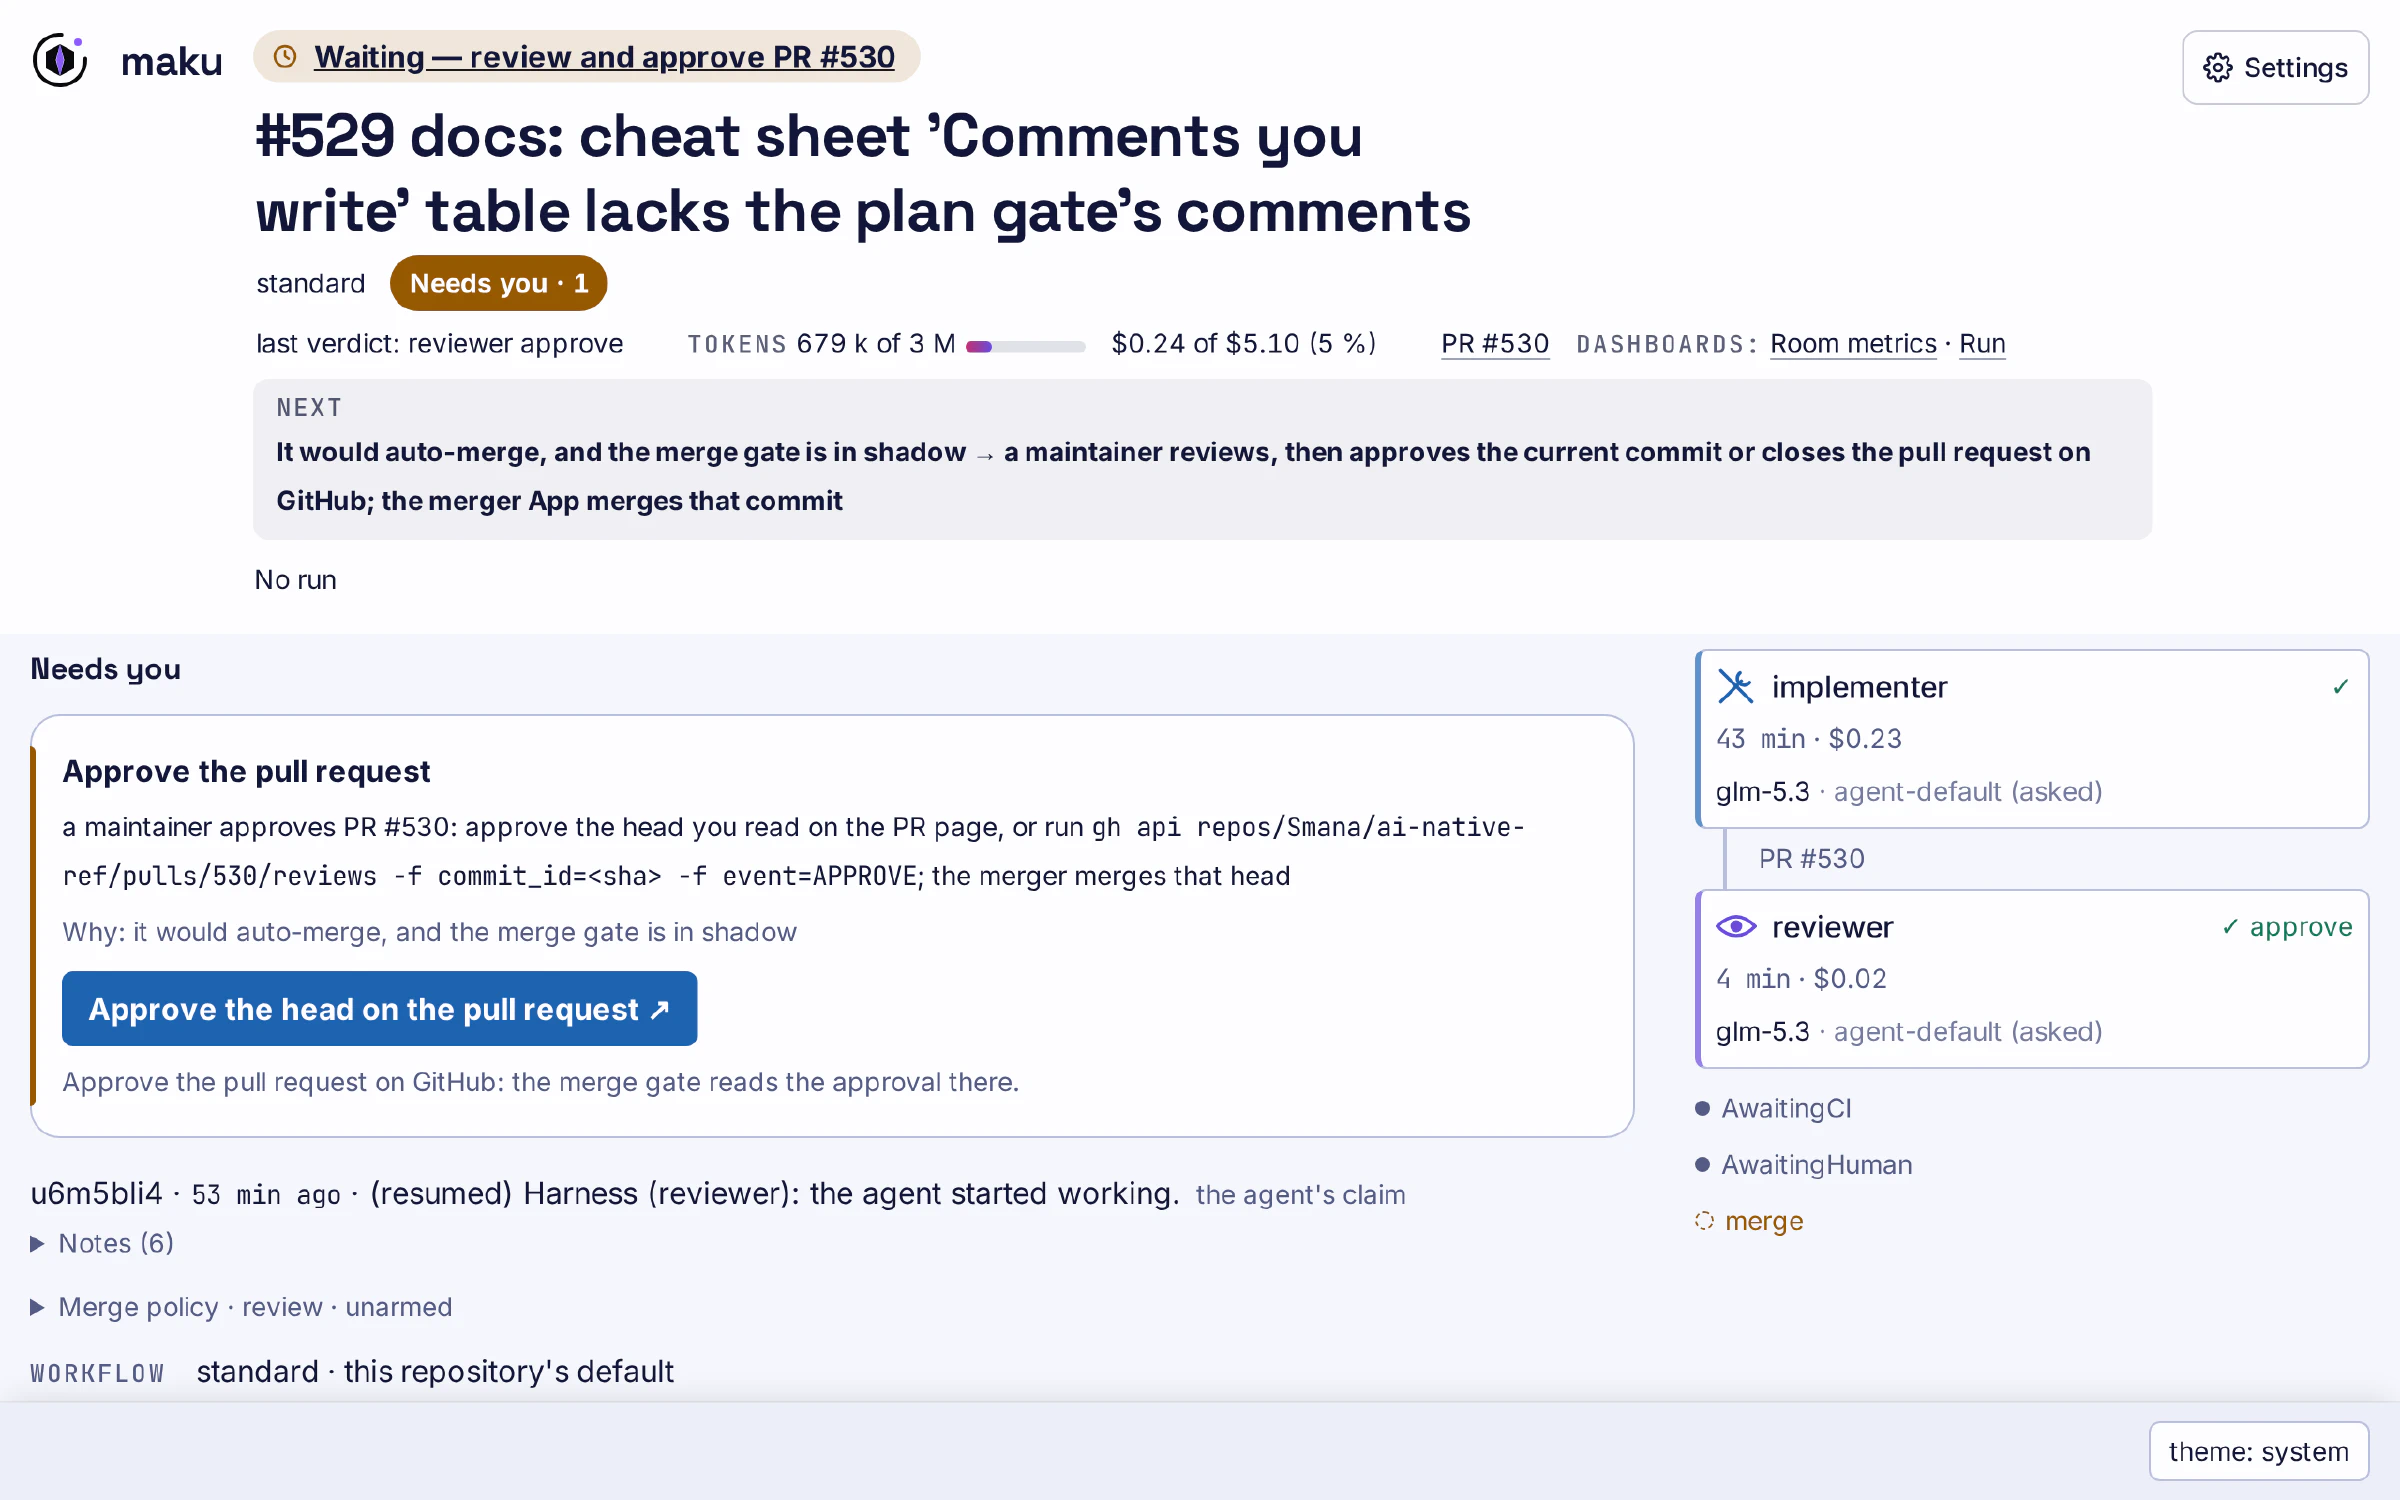 maku
Waiting — review and approve PR #530
Settings
#529 docs: cheat sheet ’Comments you
write’ table lacks the plan gate’s comments
standard
Needs you · 1
last verdict: reviewer approve
TOKENS 679 k of 3 M
$0.24 of $5.10 (5 %)
PR #530
DASHBOARDS: Room metrics · Run
NEXT
It would auto-merge, and the merge gate is in shadow → a maintainer reviews, then approves the current commit or closes the pull request on
GitHub; the merger App merges that commit
No run
Needs you
Approve the pull request
a maintainer approves PR #530: approve the head you read on the PR page, or run gh api repos/Smana/ai-native-
ref/pulls/530/reviews -f commit_id=<sha> -f event=APPROVE; the merger merges that head
Why: it would auto-merge, and the merge gate is in shadow
Approve the head on the pull request ↗
Approve the pull request on GitHub: the merge gate reads the approval there.
u6m5bli4 · 53 min ago · (resumed) Harness (reviewer): the agent started working. the agent's claim
▶ Notes (6)
▶ Merge policy · review · unarmed
WORKFLOW standard · this repository's default
implementer ✓
43 min · $0.23
glm-5.3 · agent-default (asked)
PR #530
reviewer ✓ approve
4 min · $0.02
glm-5.3 · agent-default (asked)
AwaitingCI
AwaitingHuman
merge
theme: system